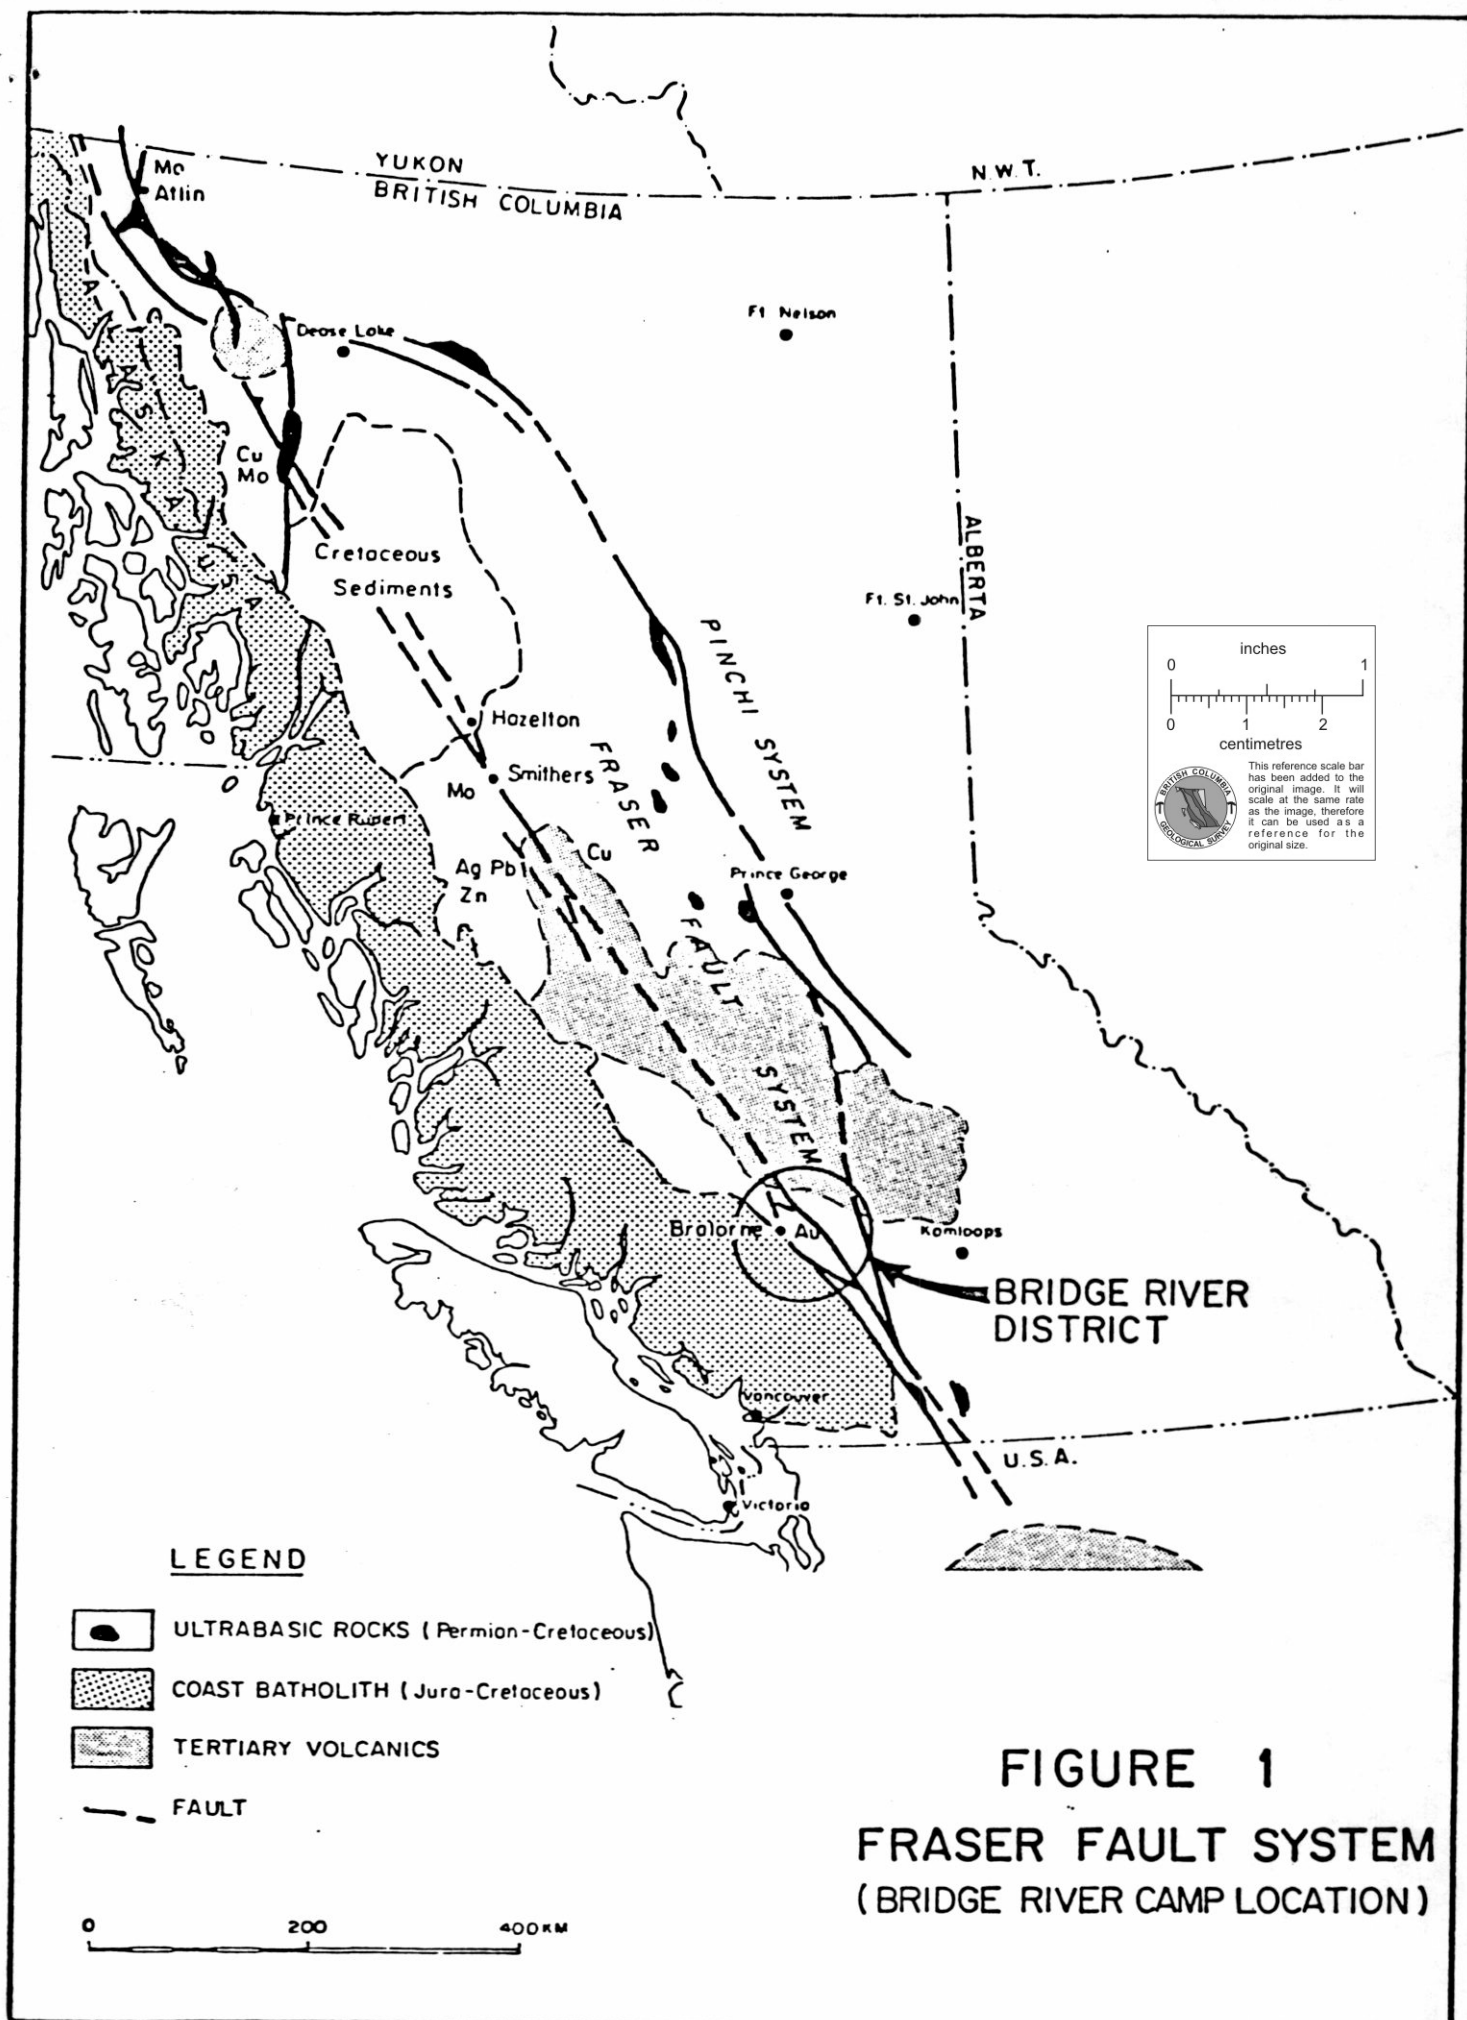 YUKON
BRITISH COLUMBIA
N.W.T.
Mo
Atlin
Ft Nelson
Dease Lake
ALASKA
U S A
Cu
Mo
Cretaceous
Sediments
ALBERTA
Ft. St. John
PINCHI SYSTEM
Hazelton
FRASER FAULT SYSTEM
Smithers
Mo
Prince Rupert
Cu
Ag Pb
Zn
Prince George
Bralorne
Au
Kamloops
BRIDGE RIVER
DISTRICT
Vancouver
U.S.A.
Victoria
inches
0 1
0 1 2
centimetres
BRITISH COLUMBIA
GEOLOGICAL SURVEY
This reference scale bar
has been added to the
original image. It will
scale at the same rate
as the image, therefore
it can be used as a
reference for the
original size.
LEGEND
ULTRABASIC ROCKS (Permian-Cretaceous)
COAST BATHOLITH (Jura-Cretaceous)
TERTIARY VOLCANICS
FAULT
0 200 400 KM
FIGURE 1
FRASER FAULT SYSTEM
(BRIDGE RIVER CAMP LOCATION)